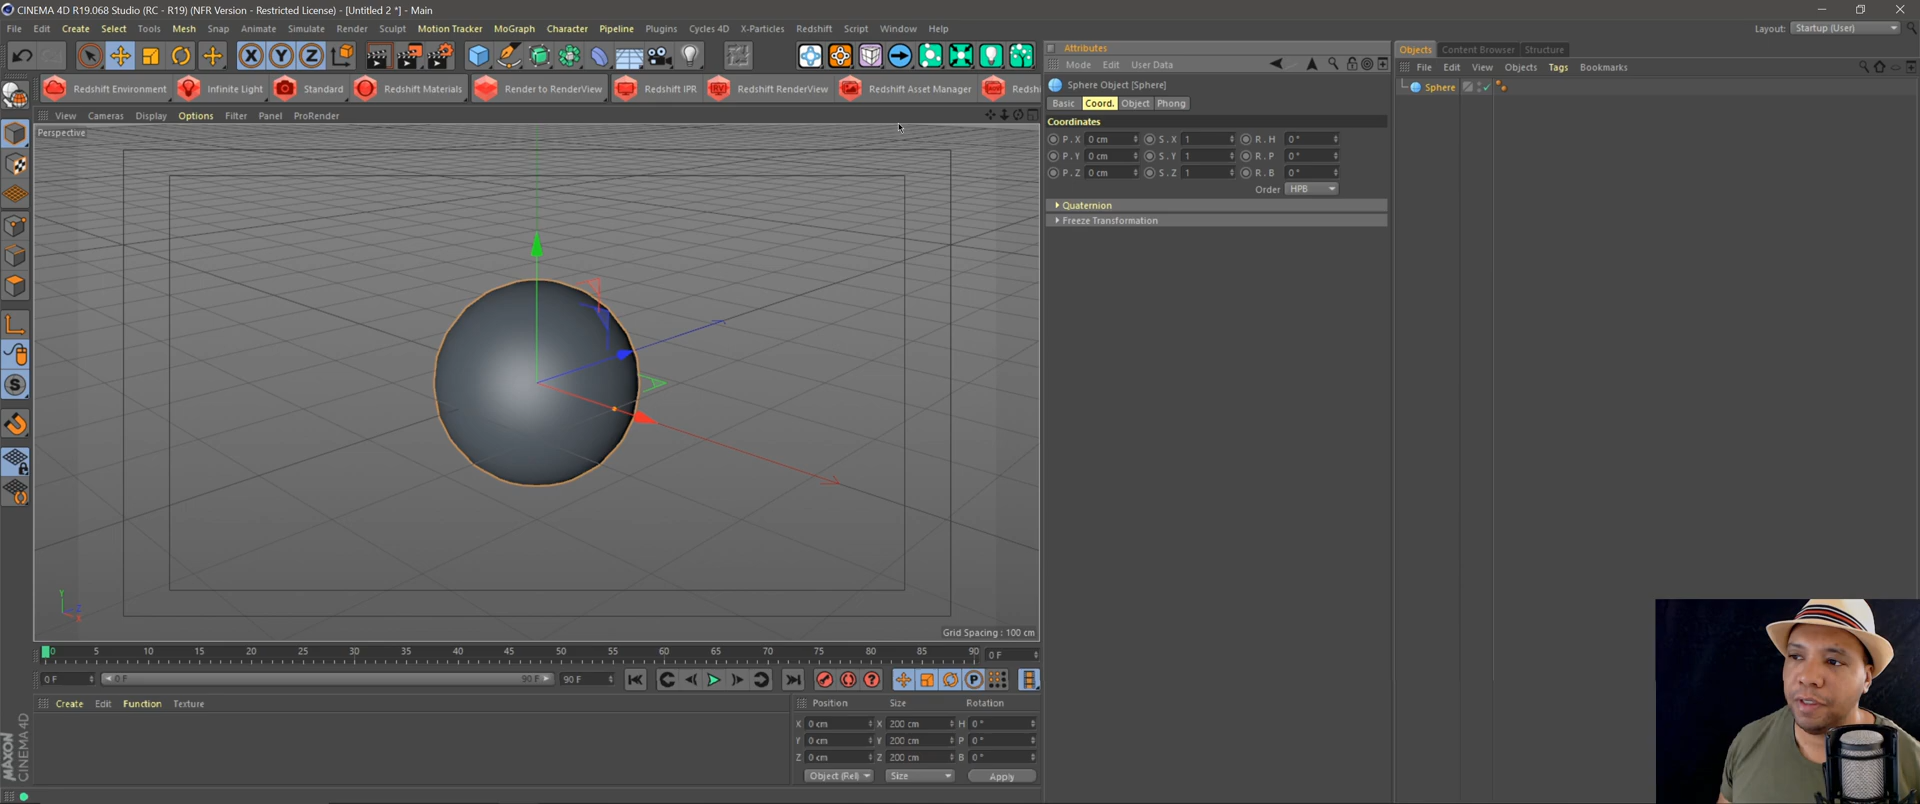 CINEMA 4D R19.068 Studio (RC - R19) (NFR Version - Restricted License) - [Untitled 2 *] - Main
File Edit Create Select Tools Mesh Snap Animate Simulate Render Sculpt Motion Tracker MoGraph Character Pipeline Plugins Cycles 4D X-Particles Redshift Script Window Help
Layout: Startup (User)
Redshift Environment Infinite Light Standard Redshift Materials Render to RenderView Redshift IPR Redshift RenderView Redshift Asset Manager Redsh
View Cameras Display Options Filter Panel ProRender
Perspective
X Y Z
Grid Spacing : 100 cm
0 5 10 15 20 25 30 35 40 45 50 55 60 65 70 75 80 85 90 0 F
0 F 0 F 90 F 90 F
Create Edit Function Texture
Position Size Rotation
X 0 cm X 200 cm H 0 °
Y 0 cm Y 200 cm P 0 °
Z 0 cm Z 200 cm B 0 °
Object (Rel) Size Apply
MAXON
CINEMA 4D
Attributes
Mode Edit User Data
Sphere Object [Sphere]
Basic Coord. Object Phong
Coordinates
P . X 0 cm S . X 1 R . H 0 °
P . Y 0 cm S . Y 1 R . P 0 °
P . Z 0 cm S . Z 1 R . B 0 °
Order HPB
Quaternion
Freeze Transformation
Objects Content Browser Structure
File Edit View Objects Tags Bookmarks
Sphere